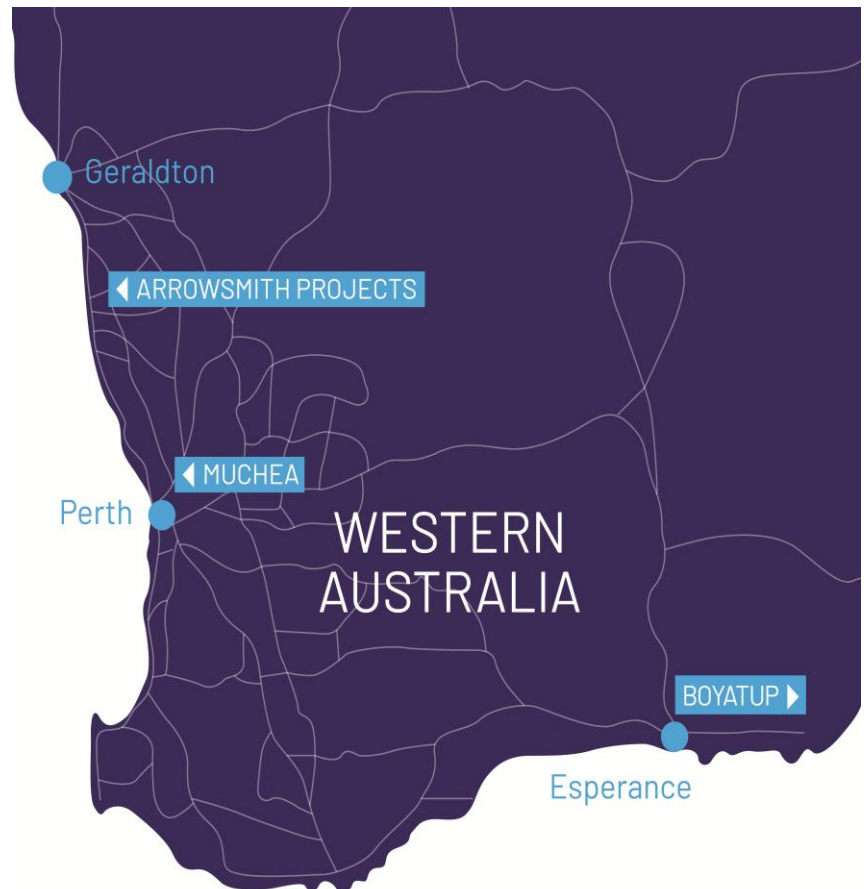 Geraldton
ARROWSMITH PROJECTS
MUCHEA
Perth
WESTERN
AUSTRALIA
BOYATUP
Esperance